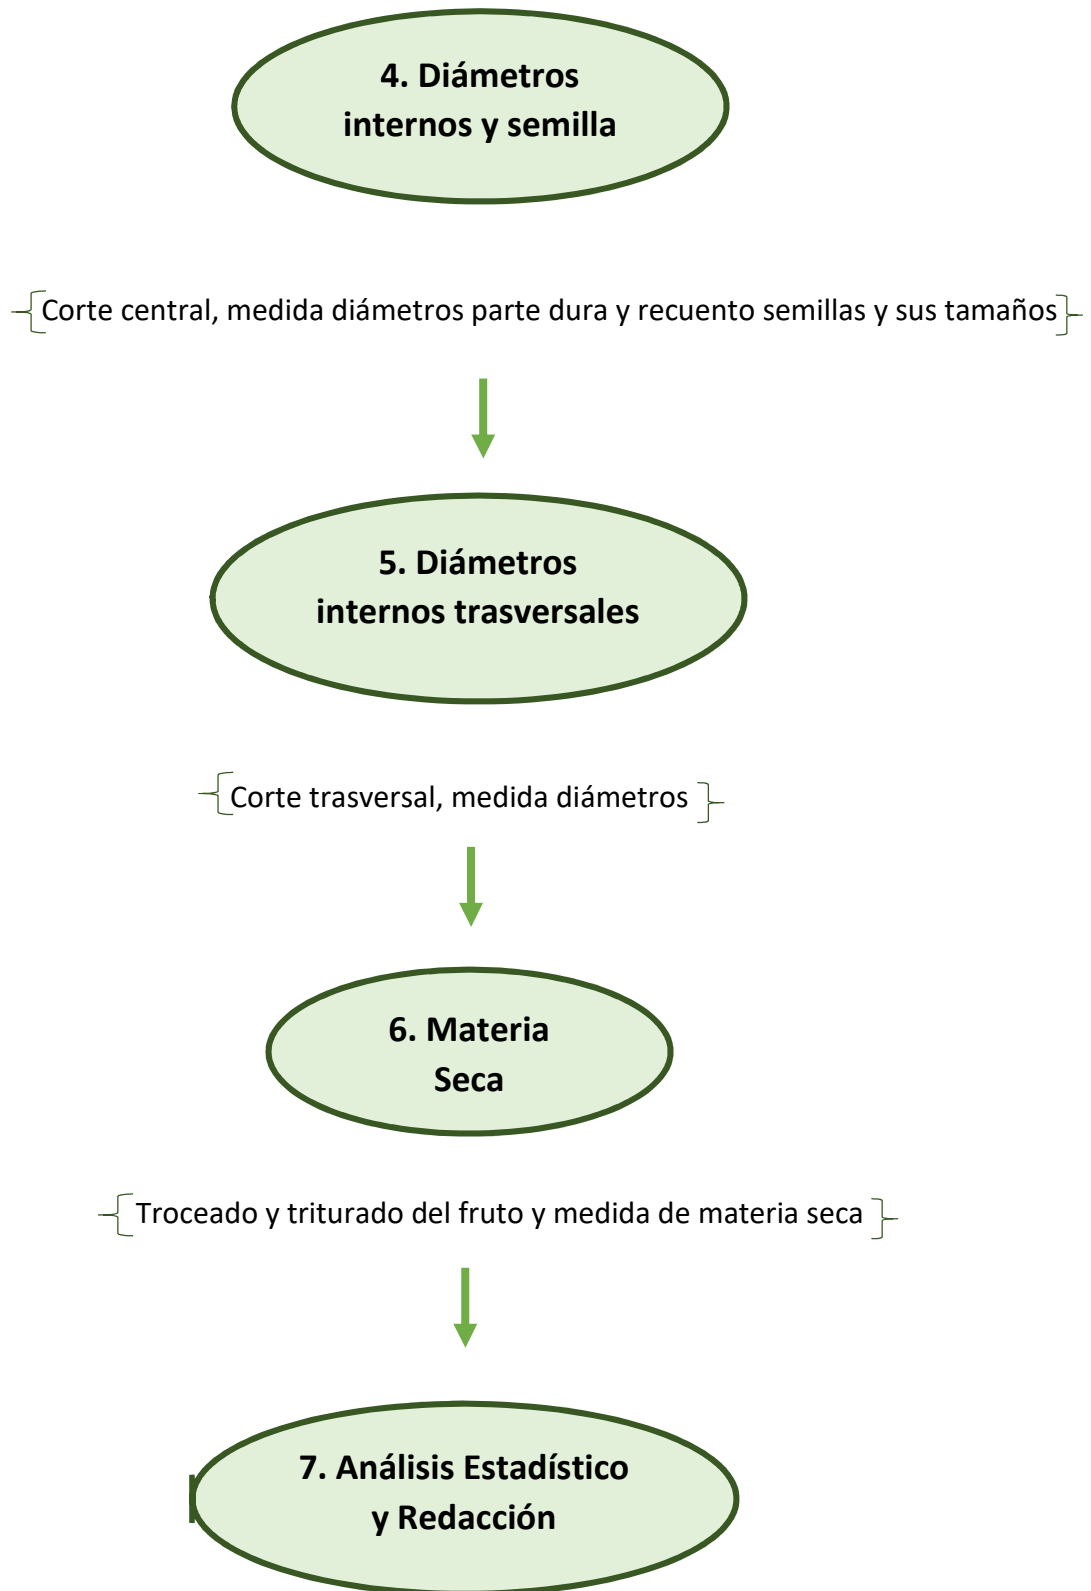 4. Diámetros
internos y semilla
Corte central, medida diámetros parte dura y recuento semillas y sus tamaños
5. Diámetros
internos trasversales
Corte trasversal, medida diámetros
6. Materia
Seca
Troceado y triturado del fruto y medida de materia seca
7. Análisis Estadístico
y Redacción